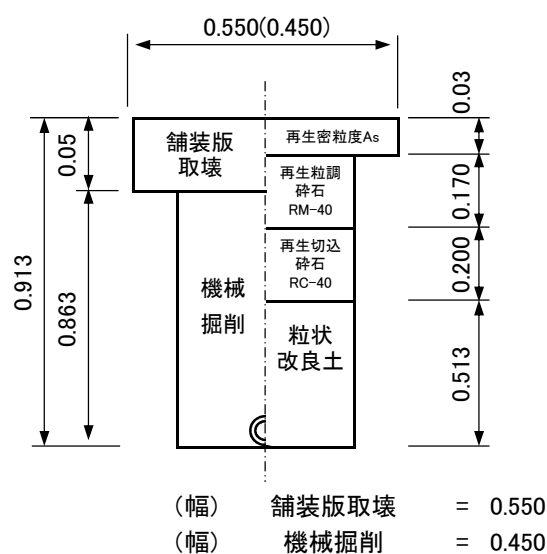 0.550(0.450)
0.03
舗装版
取壊
再生密粒度As
0.05
再生粒調
砕石
RM-40
0.170
再生切込
砕石
RC-40
0.200
0.913
0.863
機械
掘削
粒状
改良土
0.513
（幅） 舗装版取壊 = 0.550
（幅） 機械掘削 = 0.450